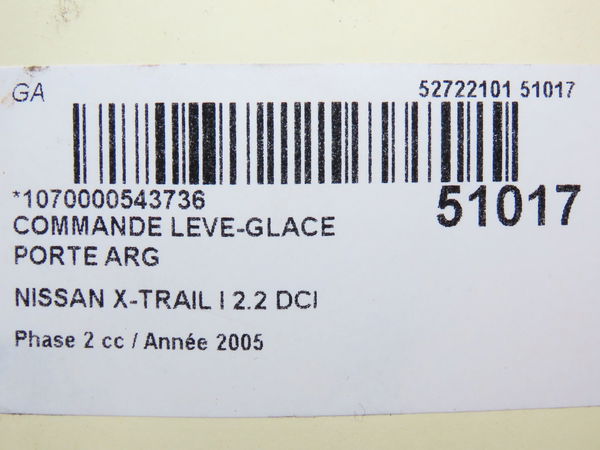 GA
52722101 51017
*1070000543736
51017
COMMANDE LEVE-GLACE
PORTE ARG
NISSAN X-TRAIL I 2.2 DCI
Phase 2 cc / Année 2005